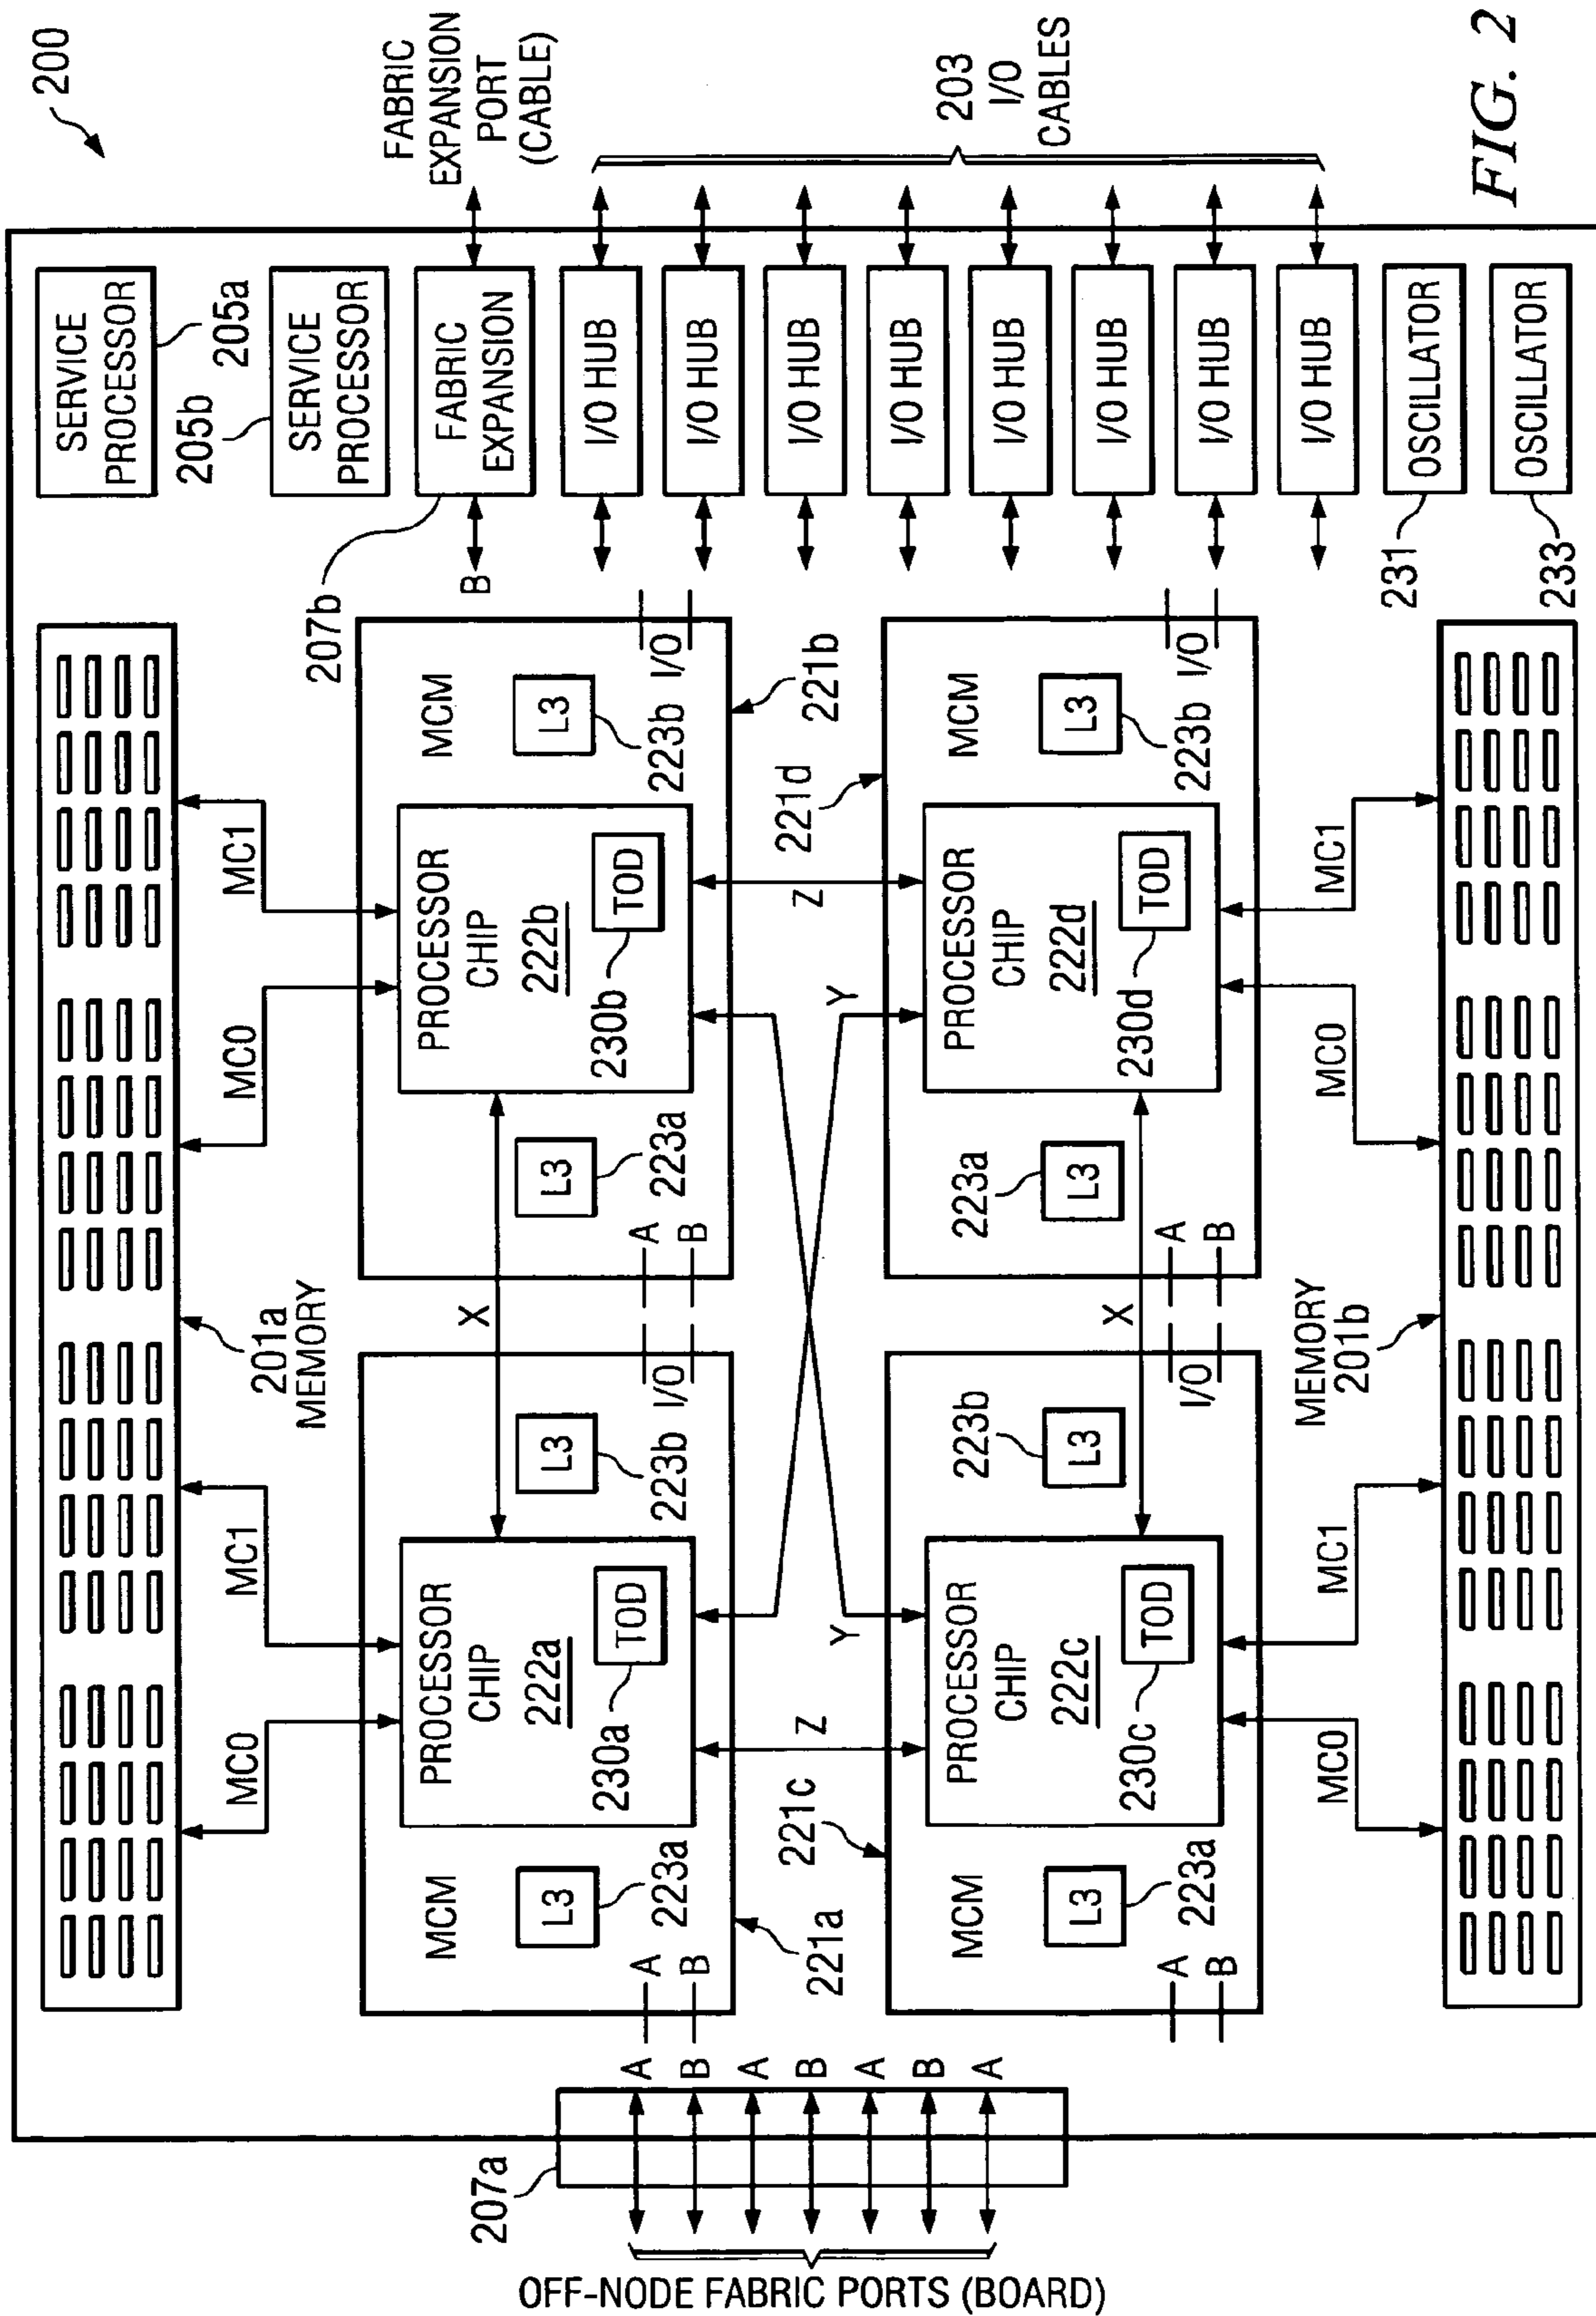 200
FIG. 2
FABRIC
EXPANSION
PORT
(CABLE)
203
I/O
CABLES
SERVICE
PROCESSOR
205a
205b
SERVICE
PROCESSOR
FABRIC
EXPANSION
207b
B
I/O HUB
I/O HUB
I/O HUB
I/O HUB
I/O HUB
I/O HUB
I/O HUB
I/O HUB
OSCILLATOR
231
OSCILLATOR
233
201a
MEMORY
MC0
MC1
MC0
MC1
MCM
L3
223a
PROCESSOR
CHIP
222a
TOD
230a
L3
223b
I/O
A
B
221a
X
MCM
L3
223a
PROCESSOR
CHIP
222b
TOD
230b
L3
223b
I/O
A
B
221b
Z
Y
Y
Z
221c
MCM
L3
223a
PROCESSOR
CHIP
222c
TOD
230c
L3
223b
I/O
A
B
X
221d
MCM
L3
223a
PROCESSOR
CHIP
222d
TOD
230d
L3
223b
I/O
A
B
MC0
MC1
MC0
MC1
MEMORY
201b
207a
A
B
A
B
A
B
A
OFF-NODE FABRIC PORTS (BOARD)